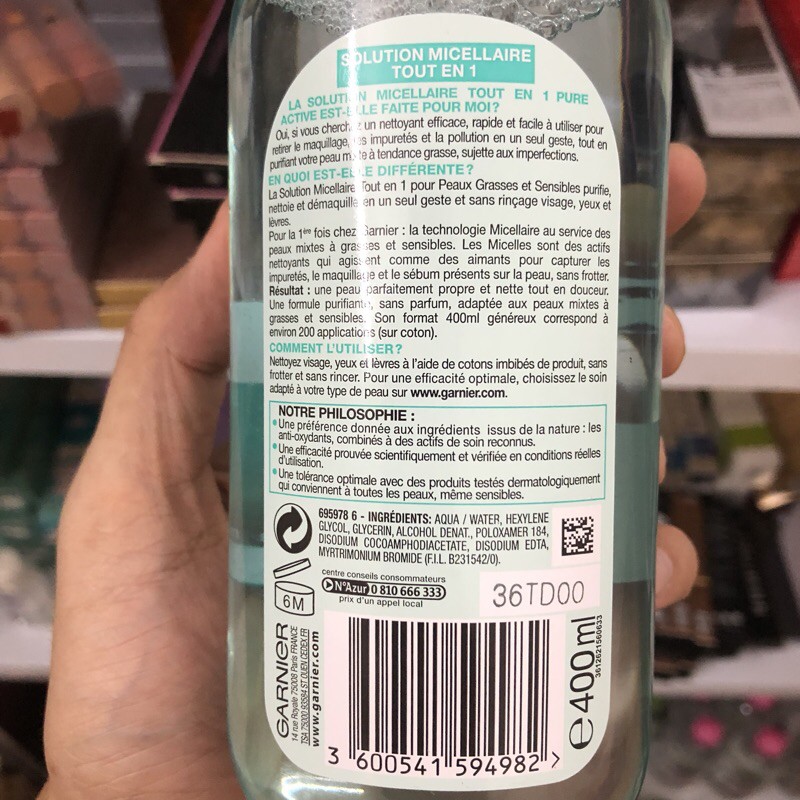 SOLUTION MICELLAIRE
TOUT EN 1
LA SOLUTION MICELLAIRE TOUT EN 1 PURE
ACTIVE EST-ELLE FAITE POUR MOI?
Oui, si vous cherchez un nettoyant efficace, rapide et facile à utiliser pour
retirer le maquillage, les impuretés et la pollution en un seul geste, tout en
purifiant votre peau mixte à tendance grasse, sujette aux imperfections.
EN QUOI EST-ELLE DIFFÉRENTE?
La Solution Micellaire Tout en 1 pour Peaux Grasses et Sensibles purifie,
nettoie et démaquille en un seul geste et sans rinçage visage, yeux et
lèvres.
Pour la 1ère fois chez Garnier : la technologie Micellaire au service des
peaux mixtes à grasses et sensibles. Les Micelles sont des actifs
nettoyants qui agissent comme des aimants pour capturer les
impuretés, le maquillage et le sébum présents sur la peau, sans frotter.
Résultat : une peau parfaitement propre et nette tout en douceur.
Une formule purifiante, sans parfum, adaptée aux peaux mixtes à
grasses et sensibles. Son format 400ml généreux correspond à
environ 200 applications (sur coton).
COMMENT L'UTILISER?
Nettoyez visage, yeux et lèvres à l'aide de cotons imbibés de produit, sans
frotter et sans rincer. Pour une efficacité optimale, choisissez le soin
adapté à votre type de peau sur www.garnier.com.
NOTRE PHILOSOPHIE :
• Une préférence donnée aux ingrédients issus de la nature : les
anti-oxydants, combinés à des actifs de soin reconnus.
• Une efficacité prouvée scientifiquement et vérifiée en conditions réelles
d'utilisation.
• Une tolérance optimale avec des produits testés dermatologiquement
qui conviennent à toutes les peaux, même sensibles.
695978 6 - INGRÉDIENTS: AQUA / WATER, HEXYLENE
GLYCOL, GLYCERIN, ALCOHOL DENAT., POLOXAMER 184,
DISODIUM COCOAMPHODIACETATE, DISODIUM EDTA,
MYRTRIMONIUM BROMIDE (F.I.L. B231542/0).
centre conseils consommateurs
N°Azur 0 810 666 333
prix d'un appel local
6M
36TD00
GARNIER
14 rue Royale 75008 Paris FRANCE
TSA 75000 93584 ST OUEN CEDEX FR
www.garnier.com
e400ml
3612621560633
3 600541 594982 >